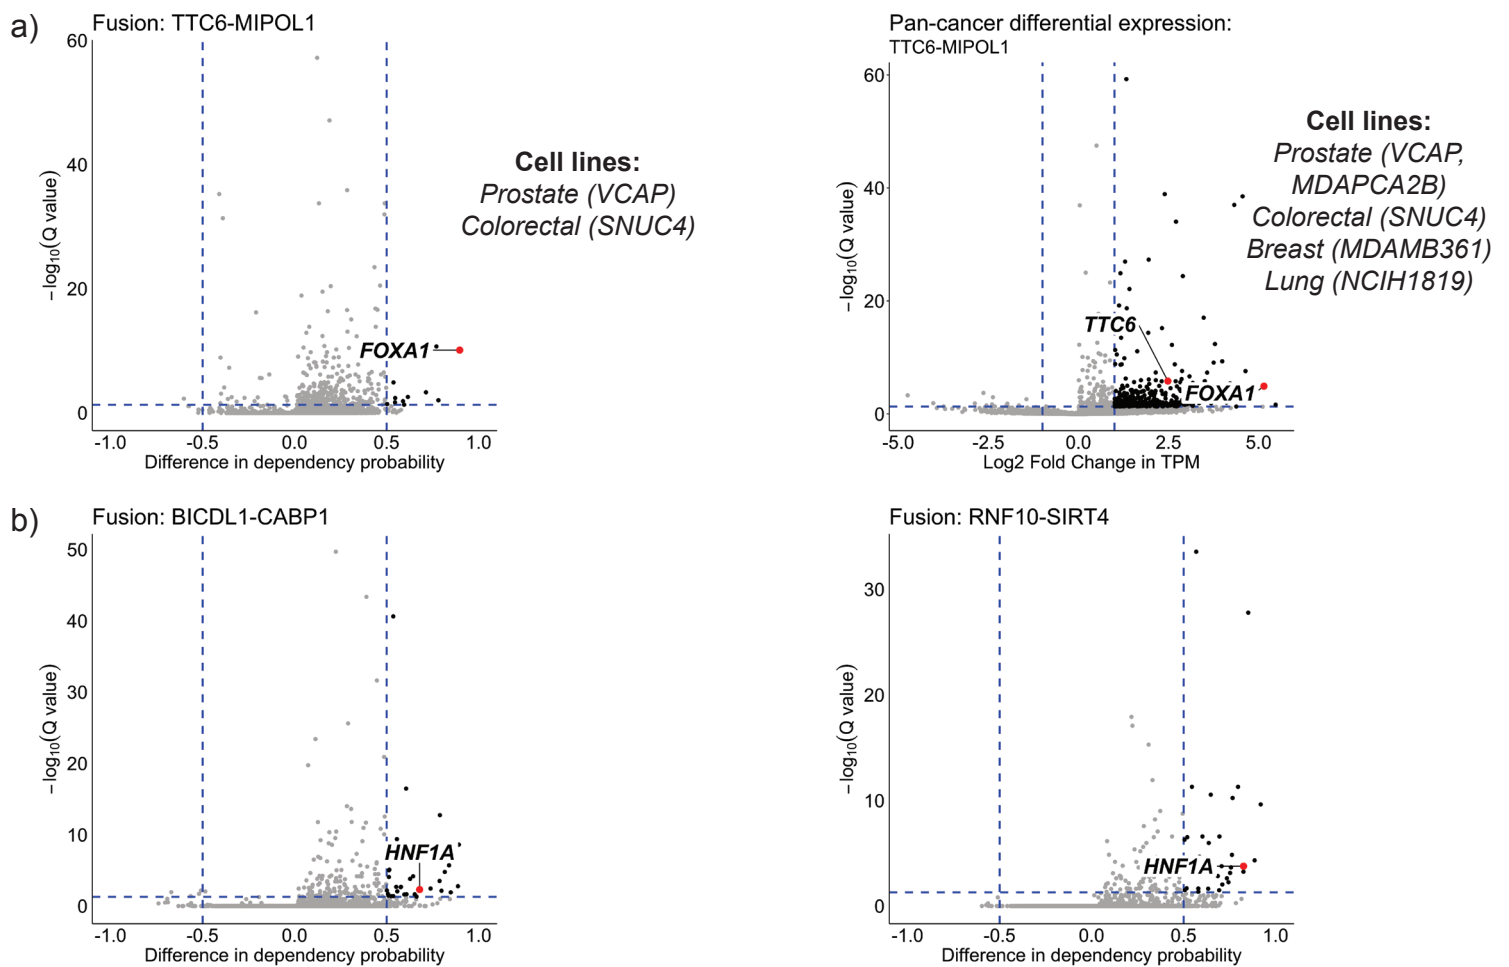 a)
Fusion: TTC6-MIPOL1
60
40
20
0
−log10(Q value)
FOXA1
Cell lines:
Prostate (VCAP)
Colorectal (SNUC4)
-1.0 -0.5 0.0 0.5 1.0
Difference in dependency probability
Pan-cancer differential expression:
TTC6-MIPOL1
60
40
20
0
−log10(Q value)
TTC6
FOXA1
Cell lines:
Prostate (VCAP,
MDAPCA2B)
Colorectal (SNUC4)
Breast (MDAMB361)
Lung (NCIH1819)
-5.0 -2.5 0.0 2.5 5.0
Log2 Fold Change in TPM
b)
Fusion: BICDL1-CABP1
50
40
30
20
10
0
−log10(Q value)
HNF1A
-1.0 -0.5 0.0 0.5 1.0
Difference in dependency probability
Fusion: RNF10-SIRT4
30
20
10
0
−log10(Q value)
HNF1A
-1.0 -0.5 0.0 0.5 1.0
Difference in dependency probability